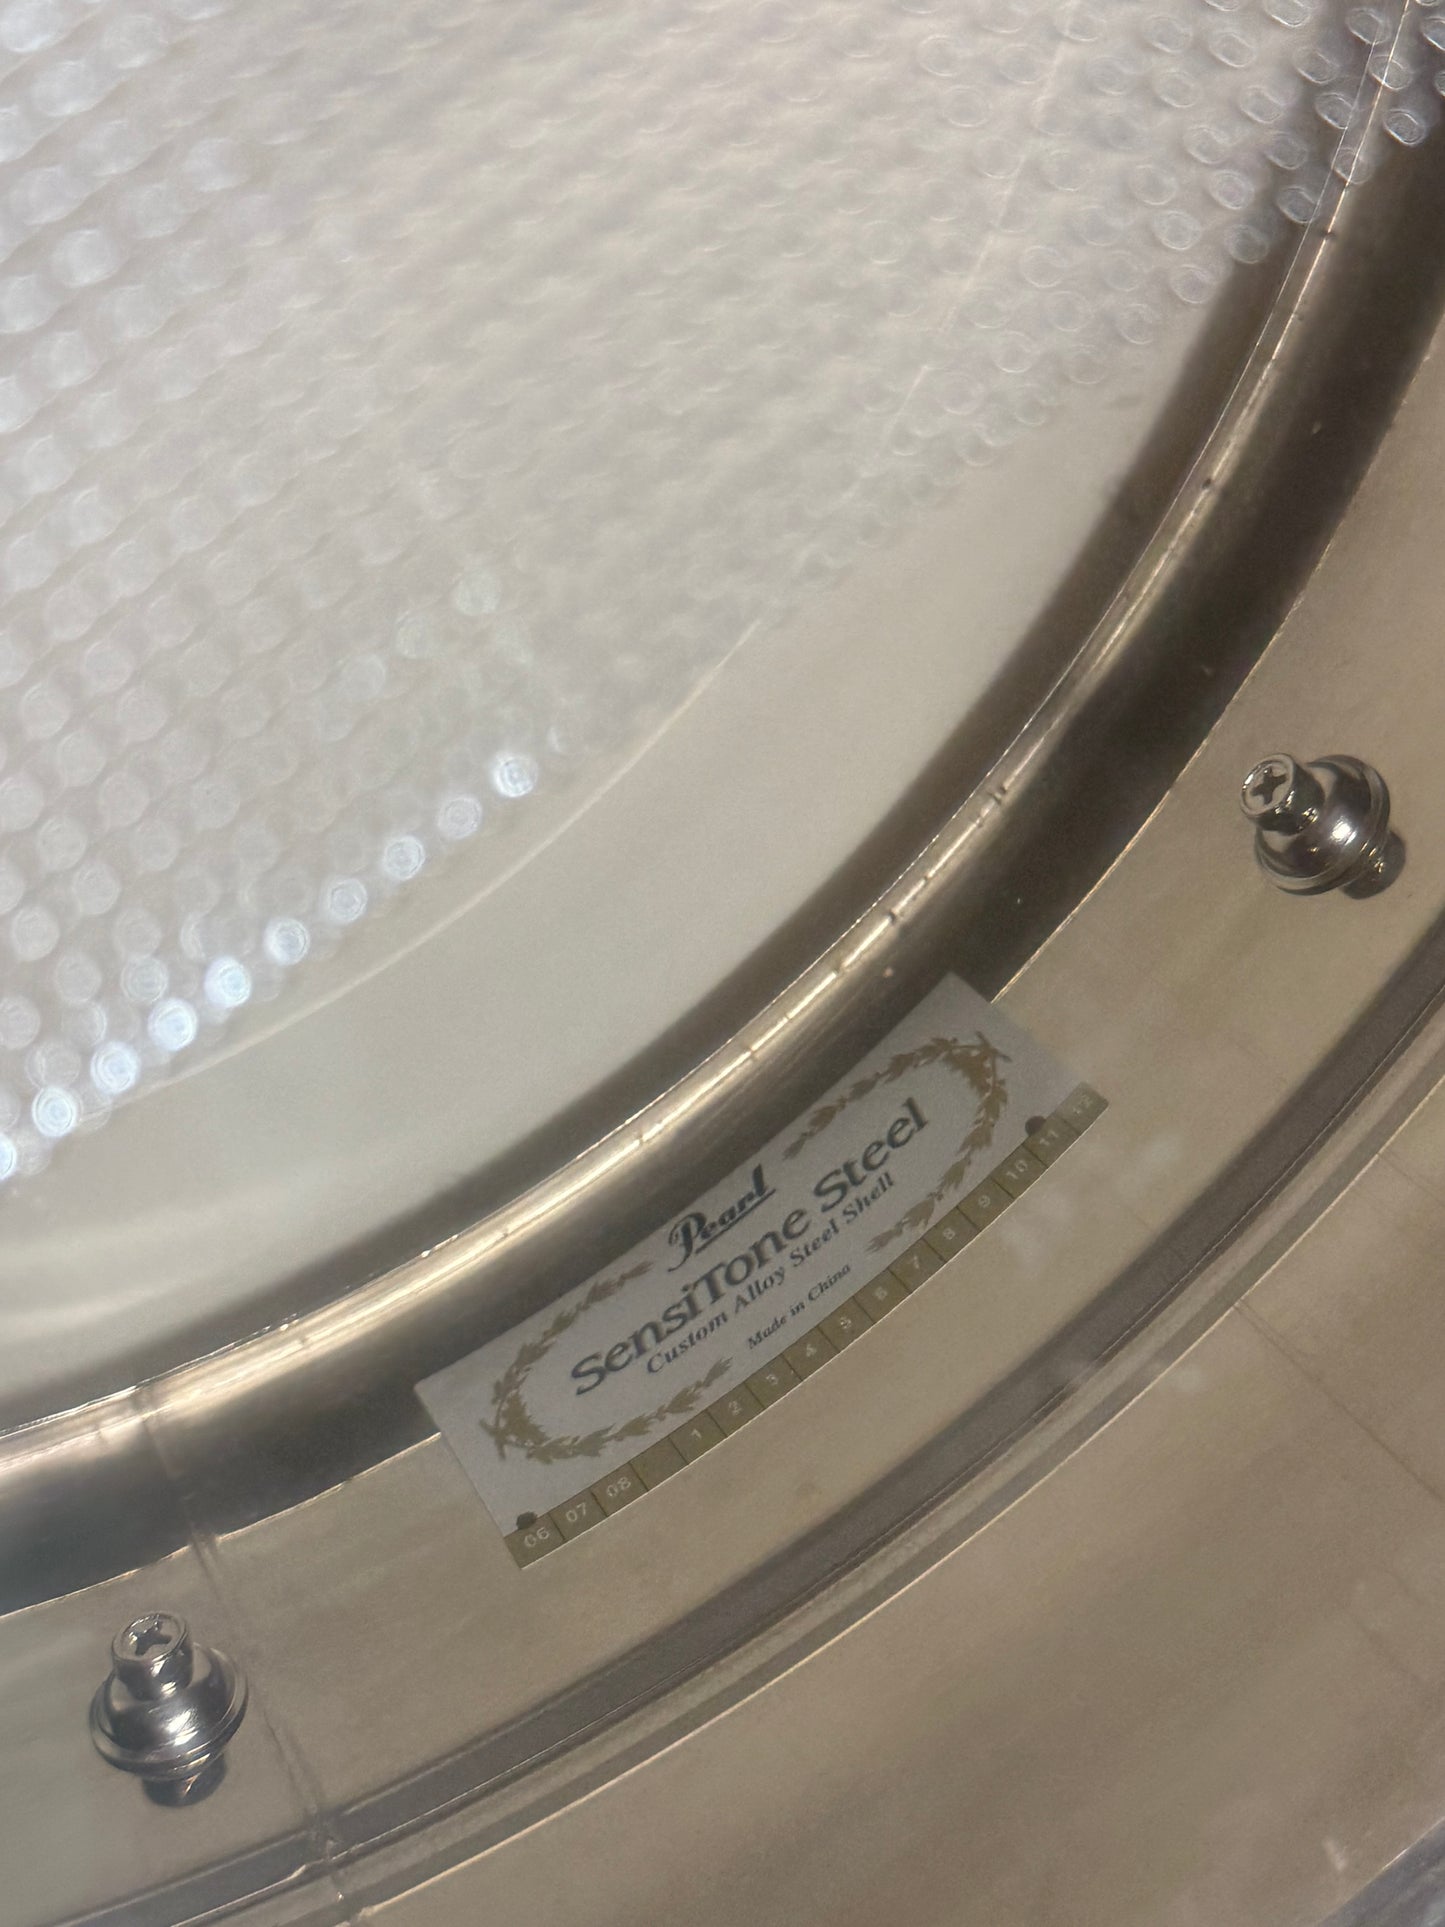 Pearl
SensiTone Steel
Custom Alloy Steel Shell
Made in China
06 07 08 1 2 3 4 5 6 7 8 9 10 11 12